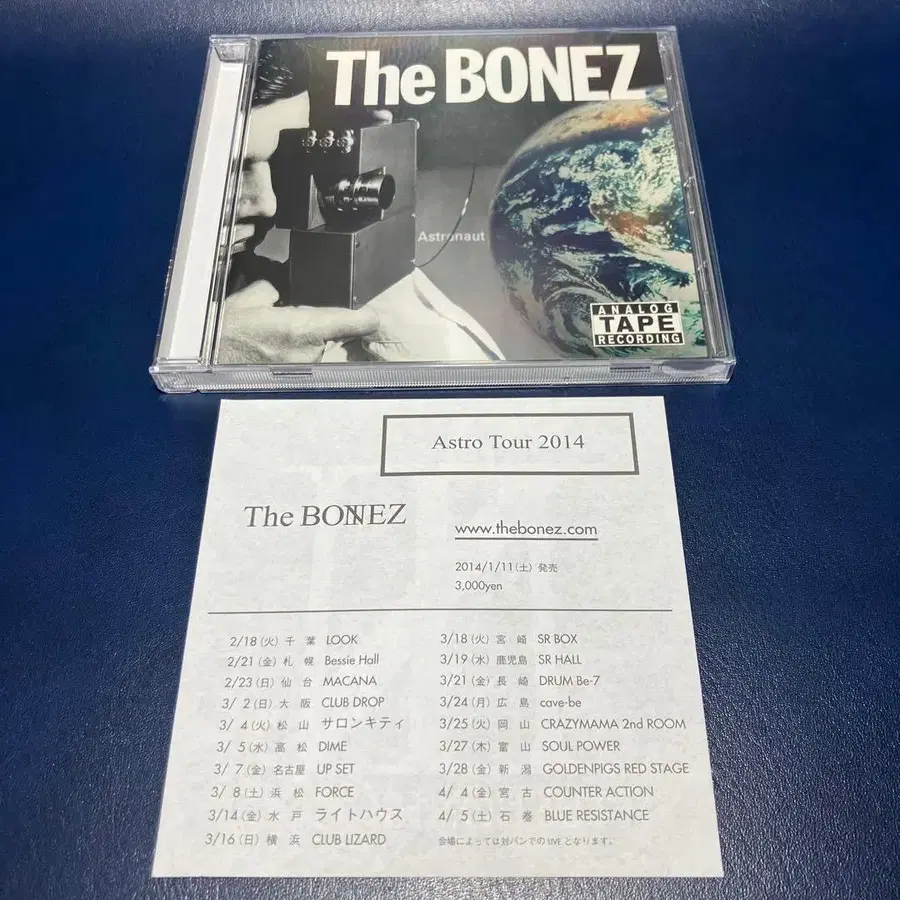 The BONEZ
Astronaut
ANALOG
TAPE
RECORDING
Astro Tour 2014
The BONEZ
www.thebonez.com
2014/1/11(土) 発売
3,000yen
2/18 (火) 千 葉 LOOK
2/21 (金) 札 幌 Bessie Hall
2/23 (日) 仙 台 MACANA
3/ 2 (日) 大 阪 CLUB DROP
3/ 4 (火) 松 山 サロンキティ
3/ 5 (水) 高 松 DIME
3/ 7 (金) 名古屋 UP SET
3/ 8 (土) 浜 松 FORCE
3/14 (金) 水 戸 ライトハウス
3/16 (日) 横 浜 CLUB LIZARD
3/18 (火) 宮 崎 SR BOX
3/19 (水) 鹿児島 SR HALL
3/21 (金) 長 崎 DRUM Be-7
3/24 (月) 広 島 cave-be
3/25 (火) 岡 山 CRAZYMAMA 2nd ROOM
3/27 (木) 富 山 SOUL POWER
3/28 (金) 新 潟 GOLDENPIGS RED STAGE
4/ 4 (金) 宮 古 COUNTER ACTION
4/ 5 (土) 石 巻 BLUE RESISTANCE
会場によっては対バンでの LIVE となります。